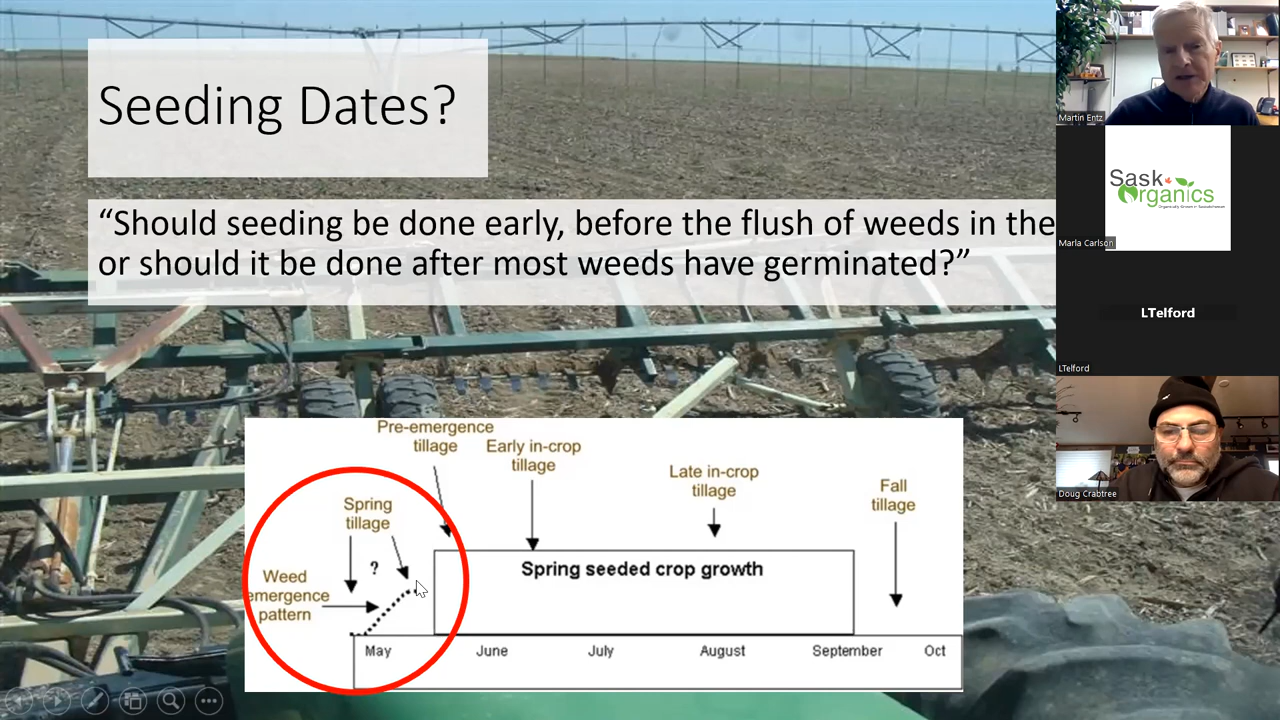 Seeding Dates?
“Should seeding be done early, before the flush of weeds in the
or should it be done after most weeds have germinated?”
Pre-emergence
tillage
Early in-crop
tillage
Late in-crop
tillage
Fall
tillage
Spring
tillage
?
Weed
emergence
pattern
Spring seeded crop growth
May
June
July
August
September
Oct
Martin Entz
Sask
Organics
Marla Carlson
LTelford
LTelford
Doug Crabtree